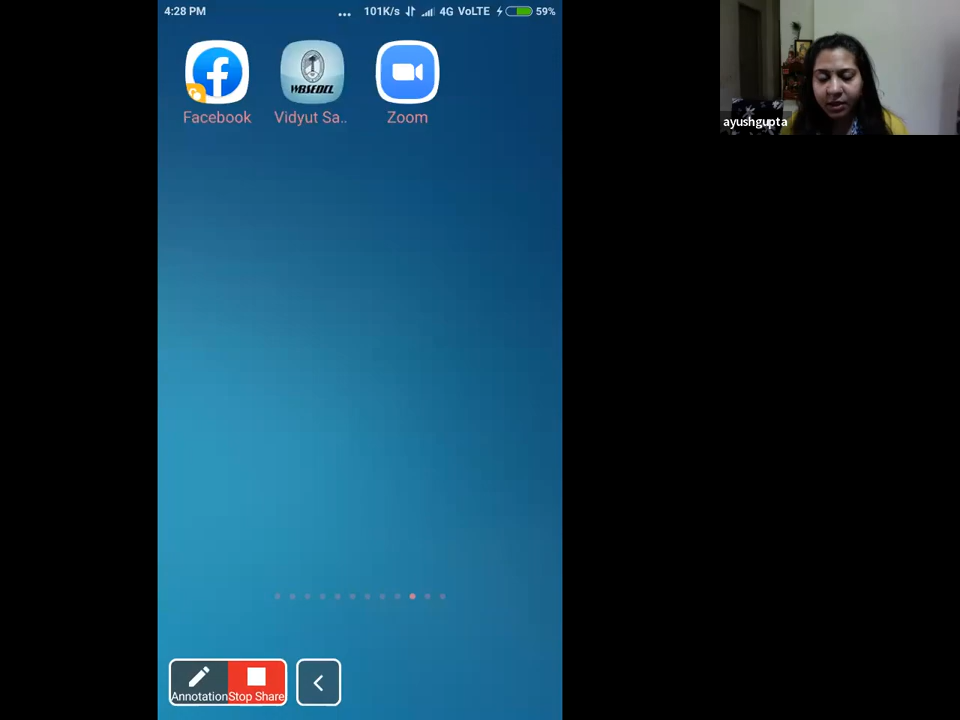 4:28 PM ... 101K/s 4G VoLTE 59%
WBSEDCL
Facebook Vidyut Sa.. Zoom
ayushgupta
Annotation Stop Share